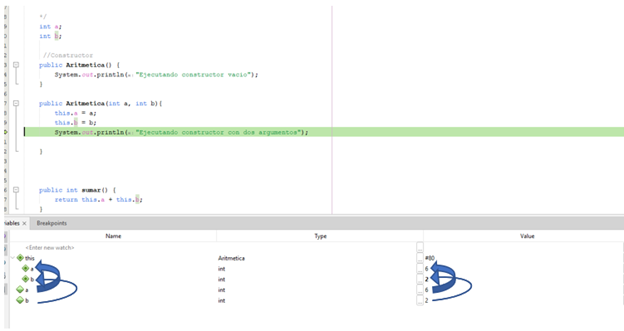 */
int a;
int b;
//Constructor
public Aritmetica() {
System.out.println("Ejecutando constructor vacio");
}
public Aritmetica(int a, int b){
this.a = a;
this.b = b;
System.out.println("Ejecutando constructor con dos argumentos");
}
public int sumar() {
return this.a + this.b;
}
Variables × Breakpoints
Name Type Value
<Enter new watch>
this Aritmetica #80
a int 6
b int 2
a int 6
b int 2